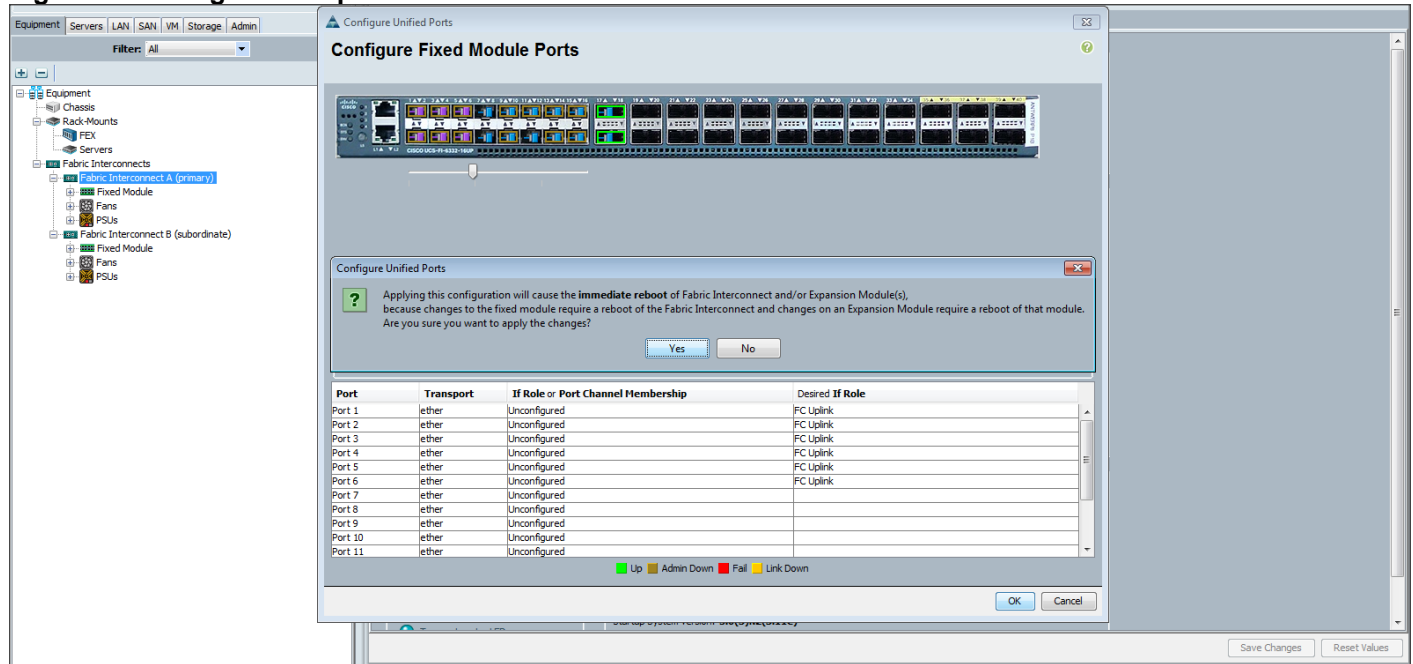 Equipment Servers LAN SAN VM Storage Admin
Filter: All
Equipment
Chassis
Rack-Mounts
FEX
Servers
Fabric Interconnects
Fabric Interconnect A (primary)
Fixed Module
Fans
PSUs
Fabric Interconnect B (subordinate)
Fixed Module
Fans
PSUs
Configure Unified Ports
Configure Fixed Module Ports
CISCO UCS-FI-6332-16UP
Configure Unified Ports
Applying this configuration will cause the immediate reboot of Fabric Interconnect and/or Expansion Module(s),
because changes to the fixed module require a reboot of the Fabric Interconnect and changes on an Expansion Module require a reboot of that module.
Are you sure you want to apply the changes?
Yes No
Port Transport If Role or Port Channel Membership Desired If Role
Port 1 ether Unconfigured FC Uplink
Port 2 ether Unconfigured FC Uplink
Port 3 ether Unconfigured FC Uplink
Port 4 ether Unconfigured FC Uplink
Port 5 ether Unconfigured FC Uplink
Port 6 ether Unconfigured FC Uplink
Port 7 ether Unconfigured
Port 8 ether Unconfigured
Port 9 ether Unconfigured
Port 10 ether Unconfigured
Port 11 ether Unconfigured
Up Admin Down Fail Link Down
OK Cancel
Save Changes Reset Values